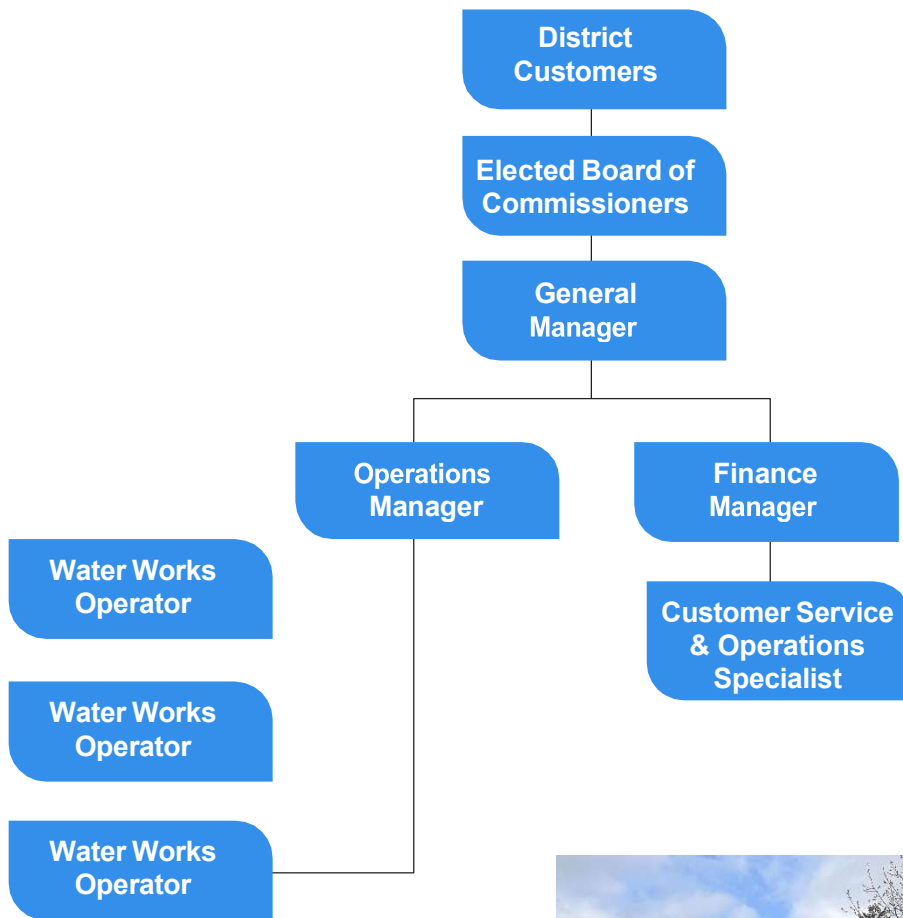 District
Customers
Elected Board of
Commissioners
General
Manager
Operations
Manager
Finance
Manager
Water Works
Operator
Customer Service
& Operations
Specialist
Water Works
Operator
Water Works
Operator